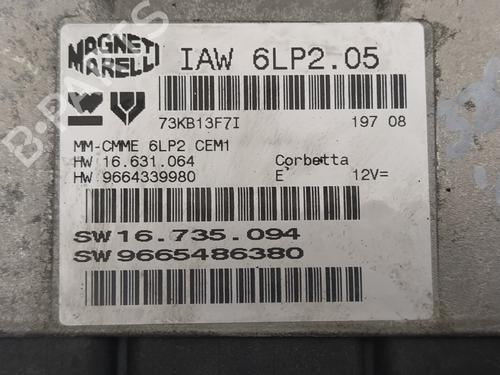 MAGNETI MARELLI
IAW 6LP2.05
73KB13F7I 197 08
MM-CMME 6LP2 CEM1
HW 16.631.064 Corbetta
HW 9664339980 E 12V=
SW 16.735.094
SW 9665486380
B-PARTS